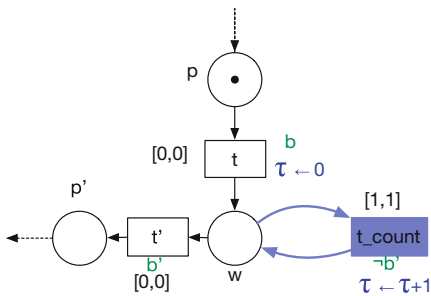 p
[0,0] t b
τ ←0
p'
[1,1]
t' t_count
b' w ¬b'
[0,0] τ ←τ+1